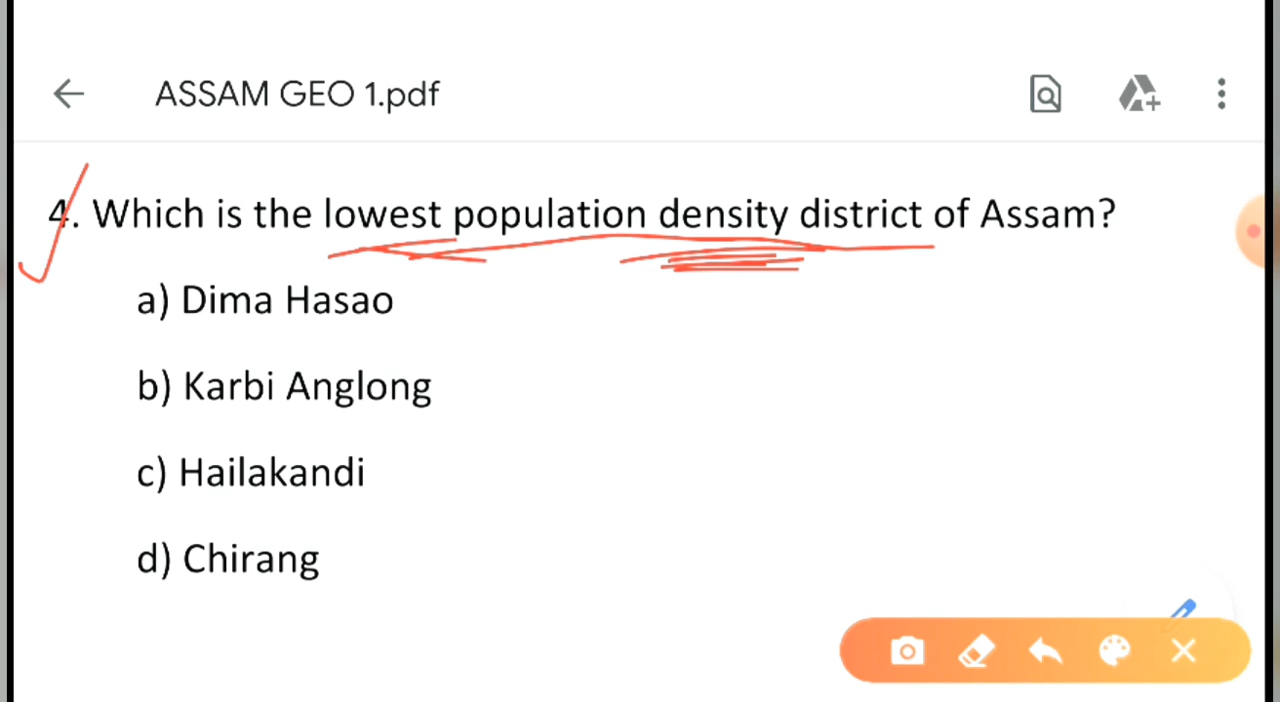 ASSAM GEO 1.pdf
4. Which is the lowest population density district of Assam?
a) Dima Hasao
b) Karbi Anglong
c) Hailakandi
d) Chirang